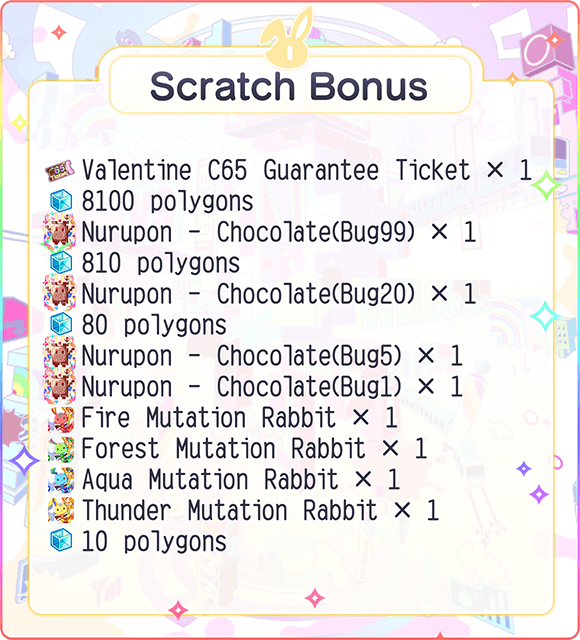 Scratch Bonus
C65
Valentine C65 Guarantee Ticket × 1
8100 polygons
Nurupon - Chocolate(Bug99) × 1
810 polygons
Nurupon - Chocolate(Bug20) × 1
80 polygons
Nurupon - Chocolate(Bug5) × 1
Nurupon - Chocolate(Bug1) × 1
Fire Mutation Rabbit × 1
Forest Mutation Rabbit × 1
Aqua Mutation Rabbit × 1
Thunder Mutation Rabbit × 1
10 polygons